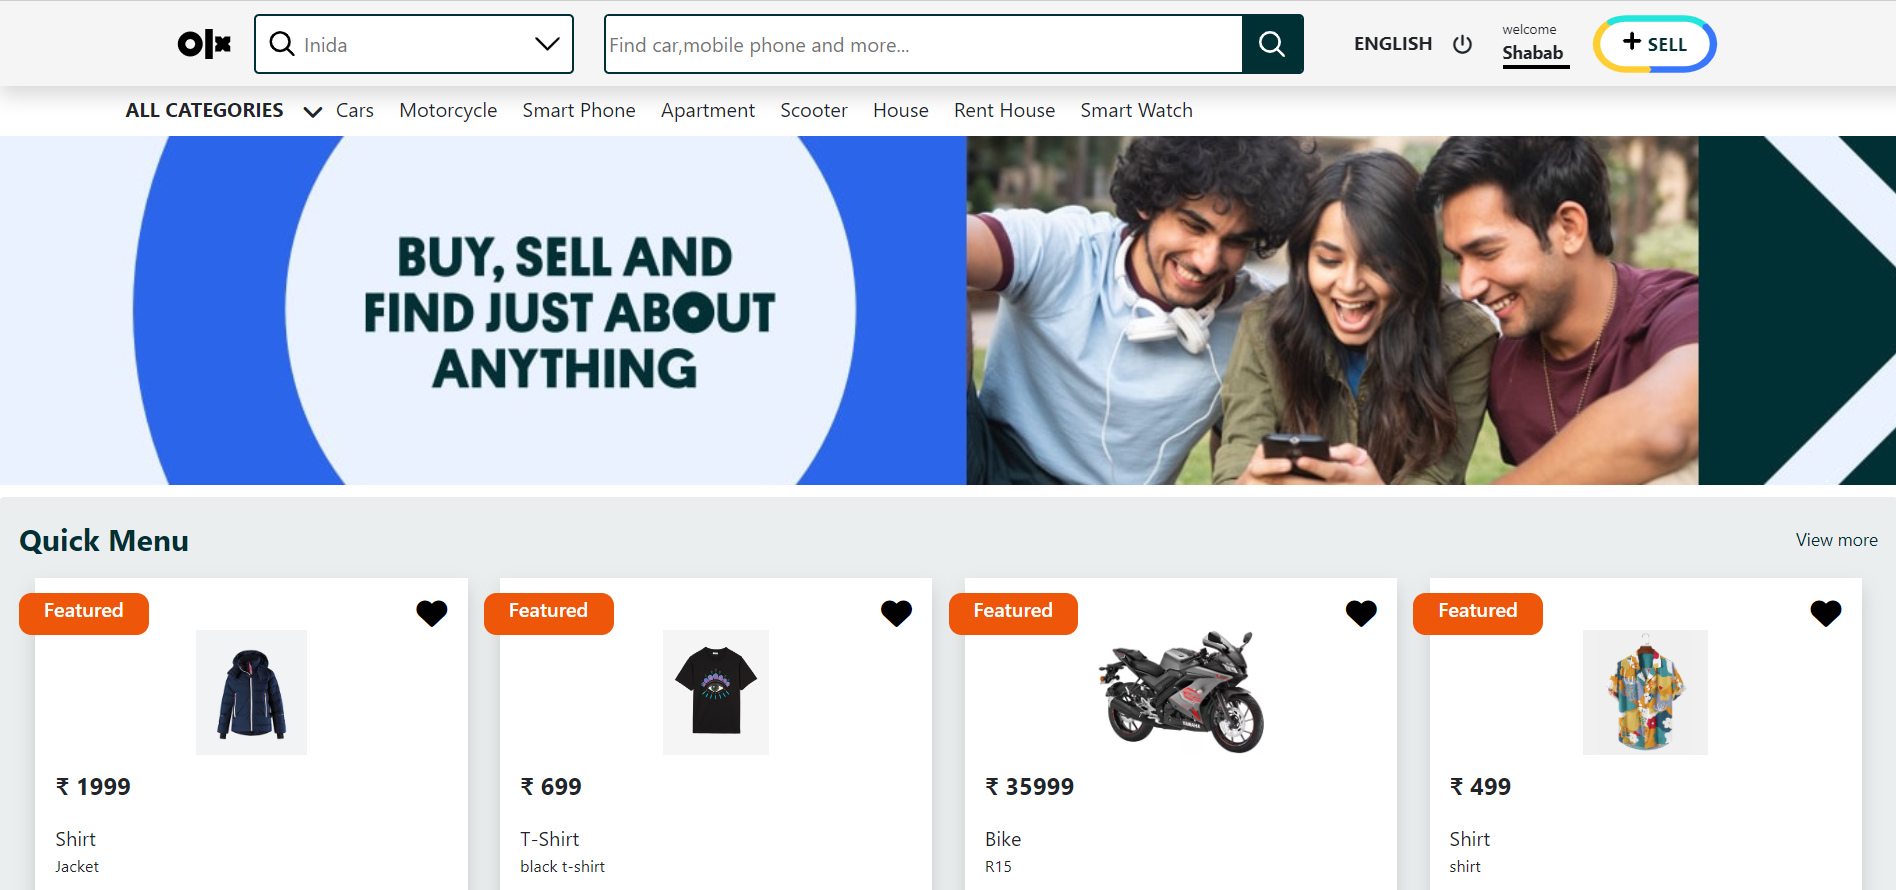 olx
Inida
Find car,mobile phone and more...
ENGLISH
welcome
Shabab
+ SELL
ALL CATEGORIES Cars Motorcycle Smart Phone Apartment Scooter House Rent House Smart Watch
BUY, SELL AND
FIND JUST ABOUT
ANYTHING
Quick Menu
View more
Featured
₹ 1999
Shirt
Jacket
Featured
₹ 699
T-Shirt
black t-shirt
Featured
YAMAHA
₹ 35999
Bike
R15
Featured
₹ 499
Shirt
shirt